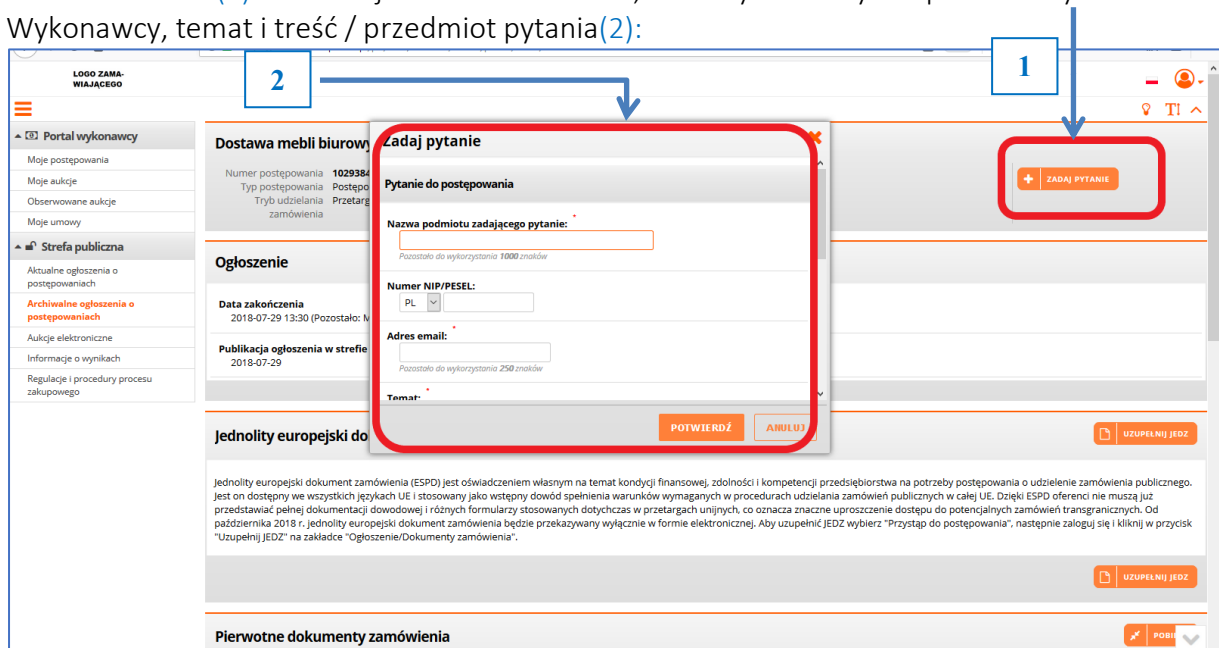 Wykonawcy, temat i treść / przedmiot pytania(2):
1
2
LOGO ZAMA-
WIAJĄCEGO
Portal wykonawcy
Moje postępowania
Moje aukcje
Obserwowane aukcje
Moje umowy
Strefa publiczna
Aktualne ogłoszenia o
postępowaniach
Archiwalne ogłoszenia o
postępowaniach
Aukcje elektroniczne
Informacje o wynikach
Regulacje i procedury procesu
zakupowego
Dostawa mebli biurowy
Numer postępowania 1029384
Typ postępowania Postępo
Tryb udzielania Przetarg
zamówienia
+ ZADAJ PYTANIE
Zadaj pytanie
Pytanie do postępowania
Nazwa podmiotu zadającego pytanie: *
Pozostało do wykorzystania 1000 znaków
Numer NIP/PESEL:
PL
Adres email: *
Pozostało do wykorzystania 250 znaków
Temat: *
POTWIERDŹ
ANULUJ
Ogłoszenie
Data zakończenia
2018-07-29 13:30 (Pozostało: M
Publikacja ogłoszenia w strefie
2018-07-29
Jednolity europejski do
UZUPEŁNIJ JEDZ
Jednolity europejski dokument zamówienia (ESPD) jest oświadczeniem własnym na temat kondycji finansowej, zdolności i kompetencji przedsiębiorstwa na potrzeby postępowania o udzielenie zamówienia publicznego.
Jest on dostępny we wszystkich językach UE i stosowany jako wstępny dowód spełnienia warunków wymaganych w procedurach udzielania zamówień publicznych w całej UE. Dzięki ESPD oferenci nie muszą już
przedstawiać pełnej dokumentacji dowodowej i różnych formularzy stosowanych dotychczas w przetargach unijnych, co oznacza znaczne uproszczenie dostępu do potencjalnych zamówień transgranicznych. Od
października 2018 r. jednolity europejski dokument zamówienia będzie przekazywany wyłącznie w formie elektronicznej. Aby uzupełnić JEDZ wybierz "Przystąp do postępowania", następnie zaloguj się i kliknij w przycisk
"Uzupełnij JEDZ" na zakładce "Ogłoszenie/Dokumenty zamówienia".
UZUPEŁNIJ JEDZ
Pierwotne dokumenty zamówienia